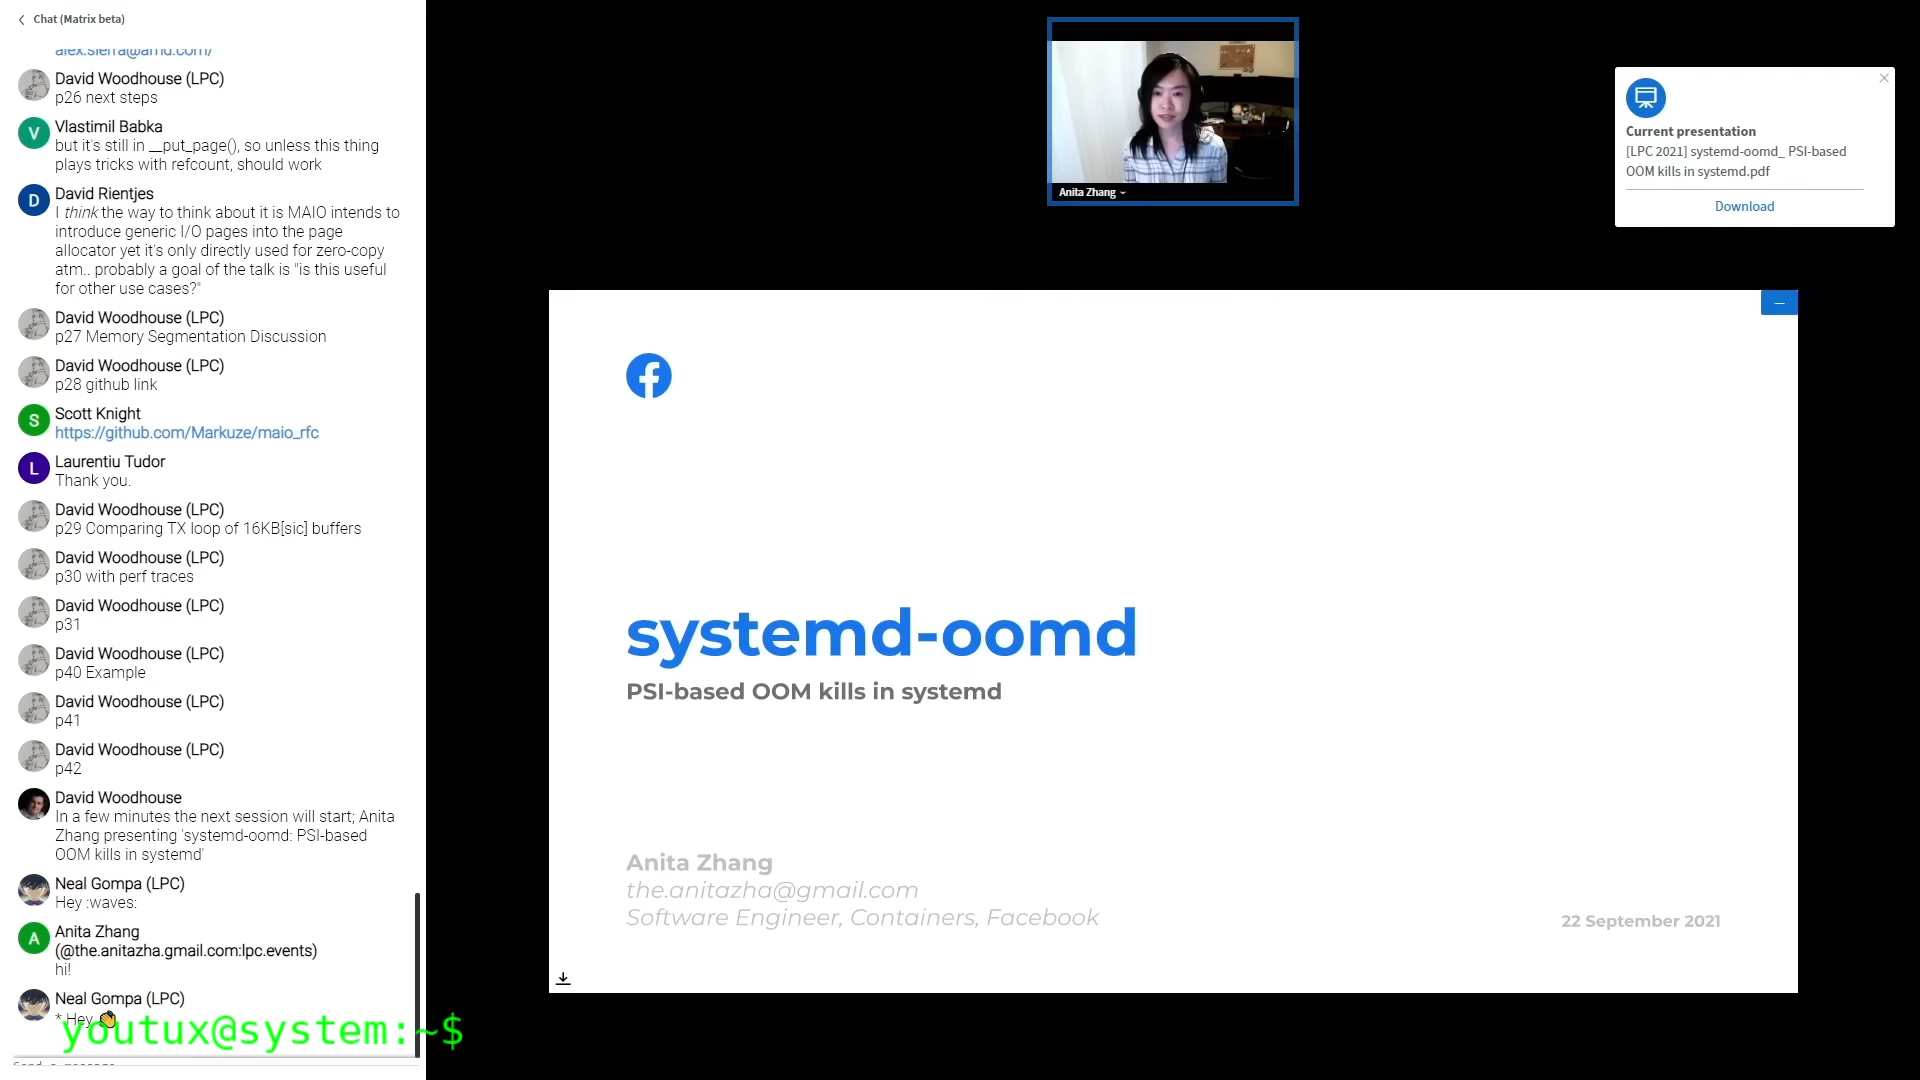 Chat (Matrix beta)
alex.sierra@amd.com/
David Woodhouse (LPC)
p26 next steps
V
Vlastimil Babka
but it's still in __put_page(), so unless this thing
plays tricks with refcount, should work
D
David Rientjes
I think the way to think about it is MAIO intends to
introduce generic I/O pages into the page
allocator yet it's only directly used for zero-copy
atm.. probably a goal of the talk is "is this useful
for other use cases?"
David Woodhouse (LPC)
p27 Memory Segmentation Discussion
David Woodhouse (LPC)
p28 github link
S
Scott Knight
https://github.com/Markuze/maio_rfc
L
Laurentiu Tudor
Thank you.
David Woodhouse (LPC)
p29 Comparing TX loop of 16KB[sic] buffers
David Woodhouse (LPC)
p30 with perf traces
David Woodhouse (LPC)
p31
David Woodhouse (LPC)
p40 Example
David Woodhouse (LPC)
p41
David Woodhouse (LPC)
p42
David Woodhouse
In a few minutes the next session will start; Anita
Zhang presenting 'systemd-oomd: PSI-based
OOM kills in systemd'
Neal Gompa (LPC)
Hey :waves:
A
Anita Zhang
(@the.anitazha.gmail.com:lpc.events)
hi!
Neal Gompa (LPC)
* Hey 👋
youtux@system:~$
Send a message
Anita Zhang
Current presentation
[LPC 2021] systemd-oomd_ PSI-based
OOM kills in systemd.pdf
Download
systemd-oomd
PSI-based OOM kills in systemd
Anita Zhang
the.anitazha@gmail.com
Software Engineer, Containers, Facebook
22 September 2021